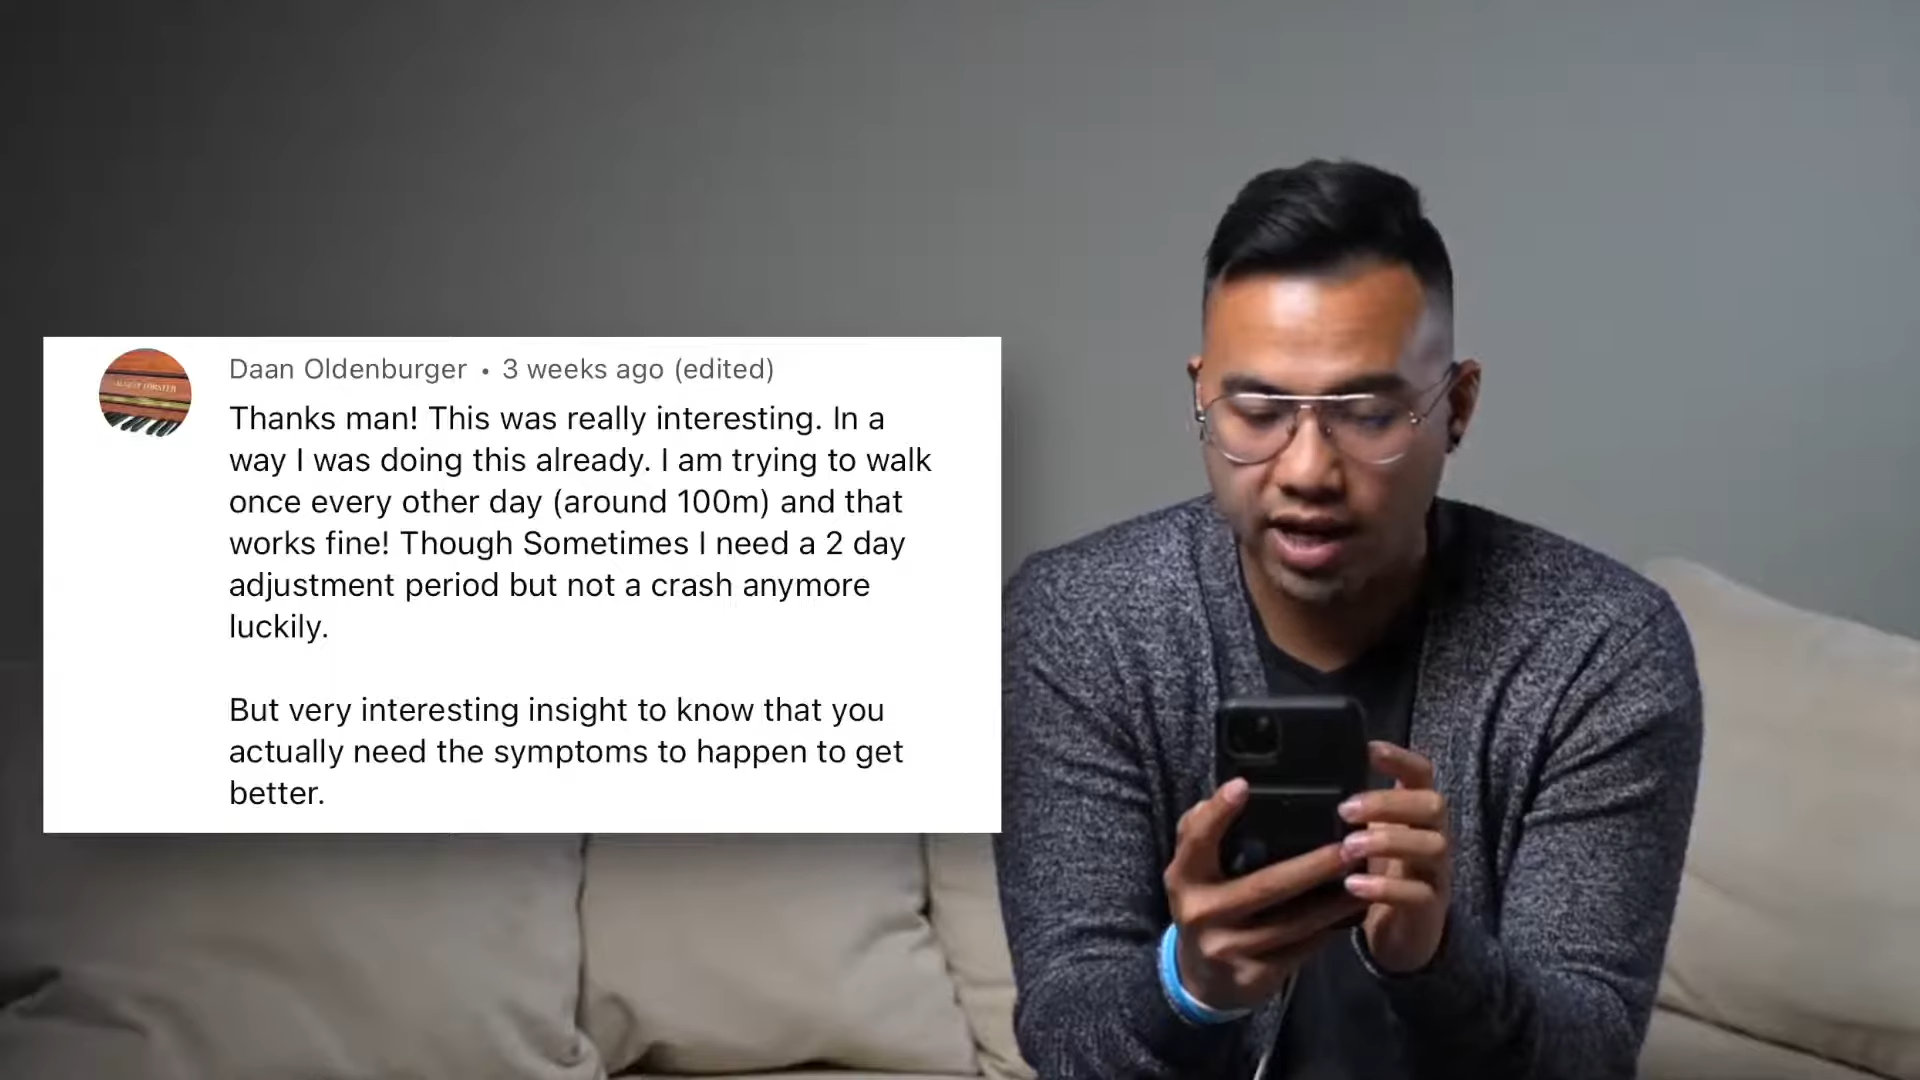 Daan Oldenburger • 3 weeks ago (edited)
Thanks man! This was really interesting. In a
way I was doing this already. I am trying to walk
once every other day (around 100m) and that
works fine! Though Sometimes I need a 2 day
adjustment period but not a crash anymore
luckily.
But very interesting insight to know that you
actually need the symptoms to happen to get
better.